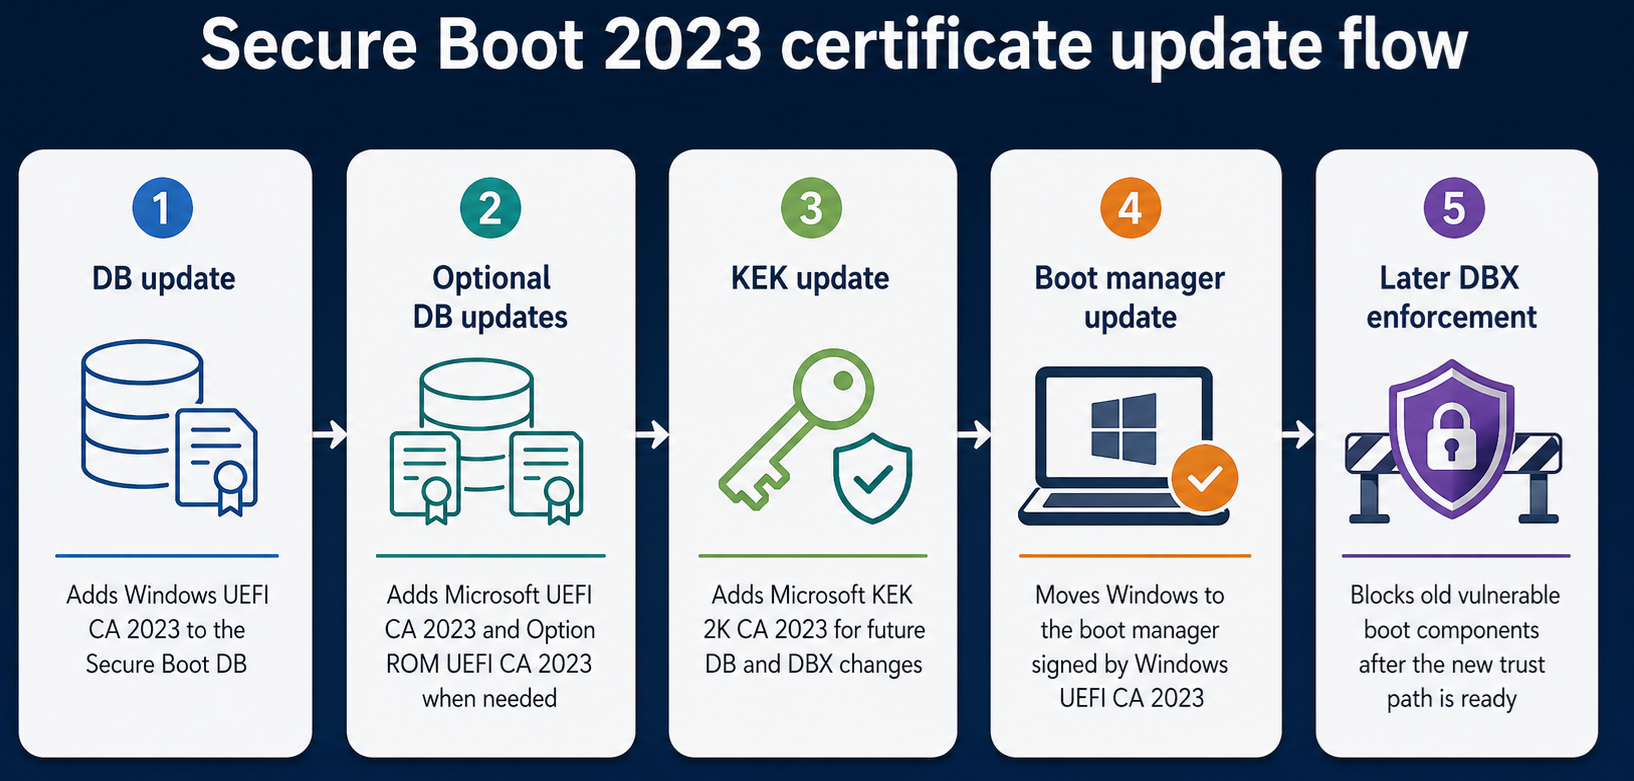 Secure Boot 2023 certificate update flow
1
DB update
Adds Windows UEFI
CA 2023 to the
Secure Boot DB
2
Optional
DB updates
Adds Microsoft UEFI
CA 2023 and Option
ROM UEFI CA 2023
when needed
3
KEK update
Adds Microsoft KEK
2K CA 2023 for future
DB and DBX changes
4
Boot manager
update
Moves Windows to
the boot manager
signed by Windows
UEFI CA 2023
5
Later DBX
enforcement
Blocks old vulnerable
boot components
after the new trust
path is ready